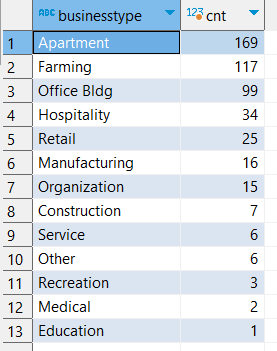 ABC businesstype 123 cnt
1 Apartment 169
2 Farming 117
3 Office Bldg 99
4 Hospitality 34
5 Retail 25
6 Manufacturing 16
7 Organization 15
8 Construction 7
9 Service 6
10 Other 6
11 Recreation 3
12 Medical 2
13 Education 1